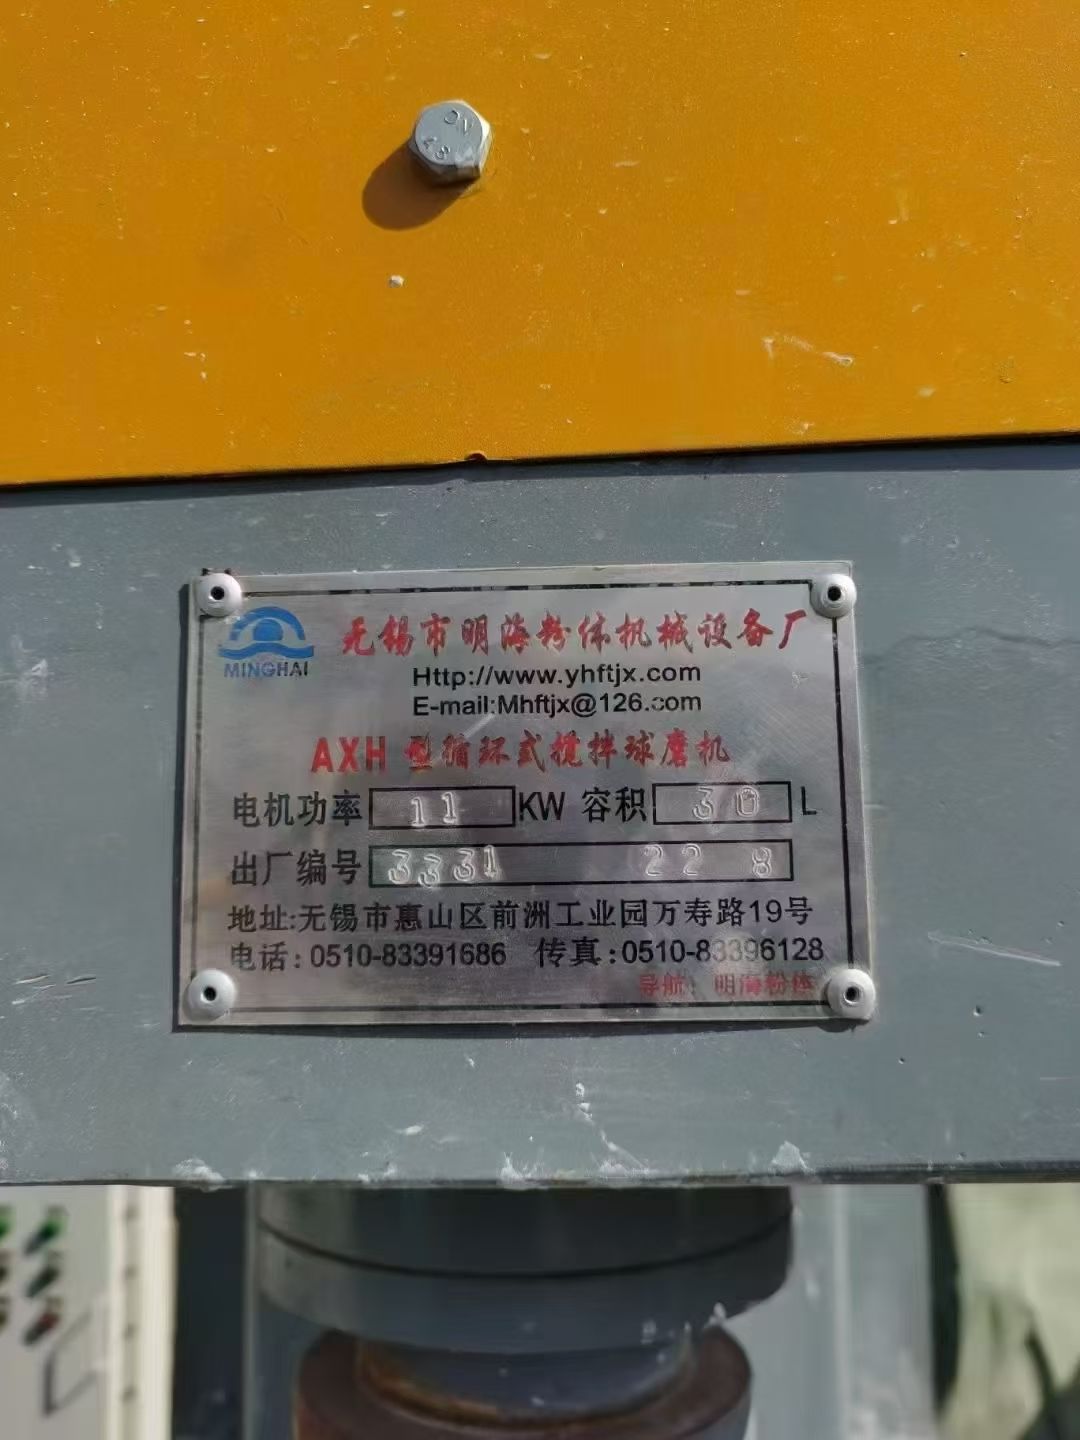 ON
4.8
MINGHAI
无锡市明海粉体机械设备厂
Http://www.yhftjx.com
E-mail:Mhftjx@126.com
AXH 型循环式搅拌球磨机
电机功率 11 KW 容积 30 L
出厂编号 3331 22 8
地址:无锡市惠山区前洲工业园万寿路19号
电话:0510-83391686 传真:0510-83396128
导航:明海粉体